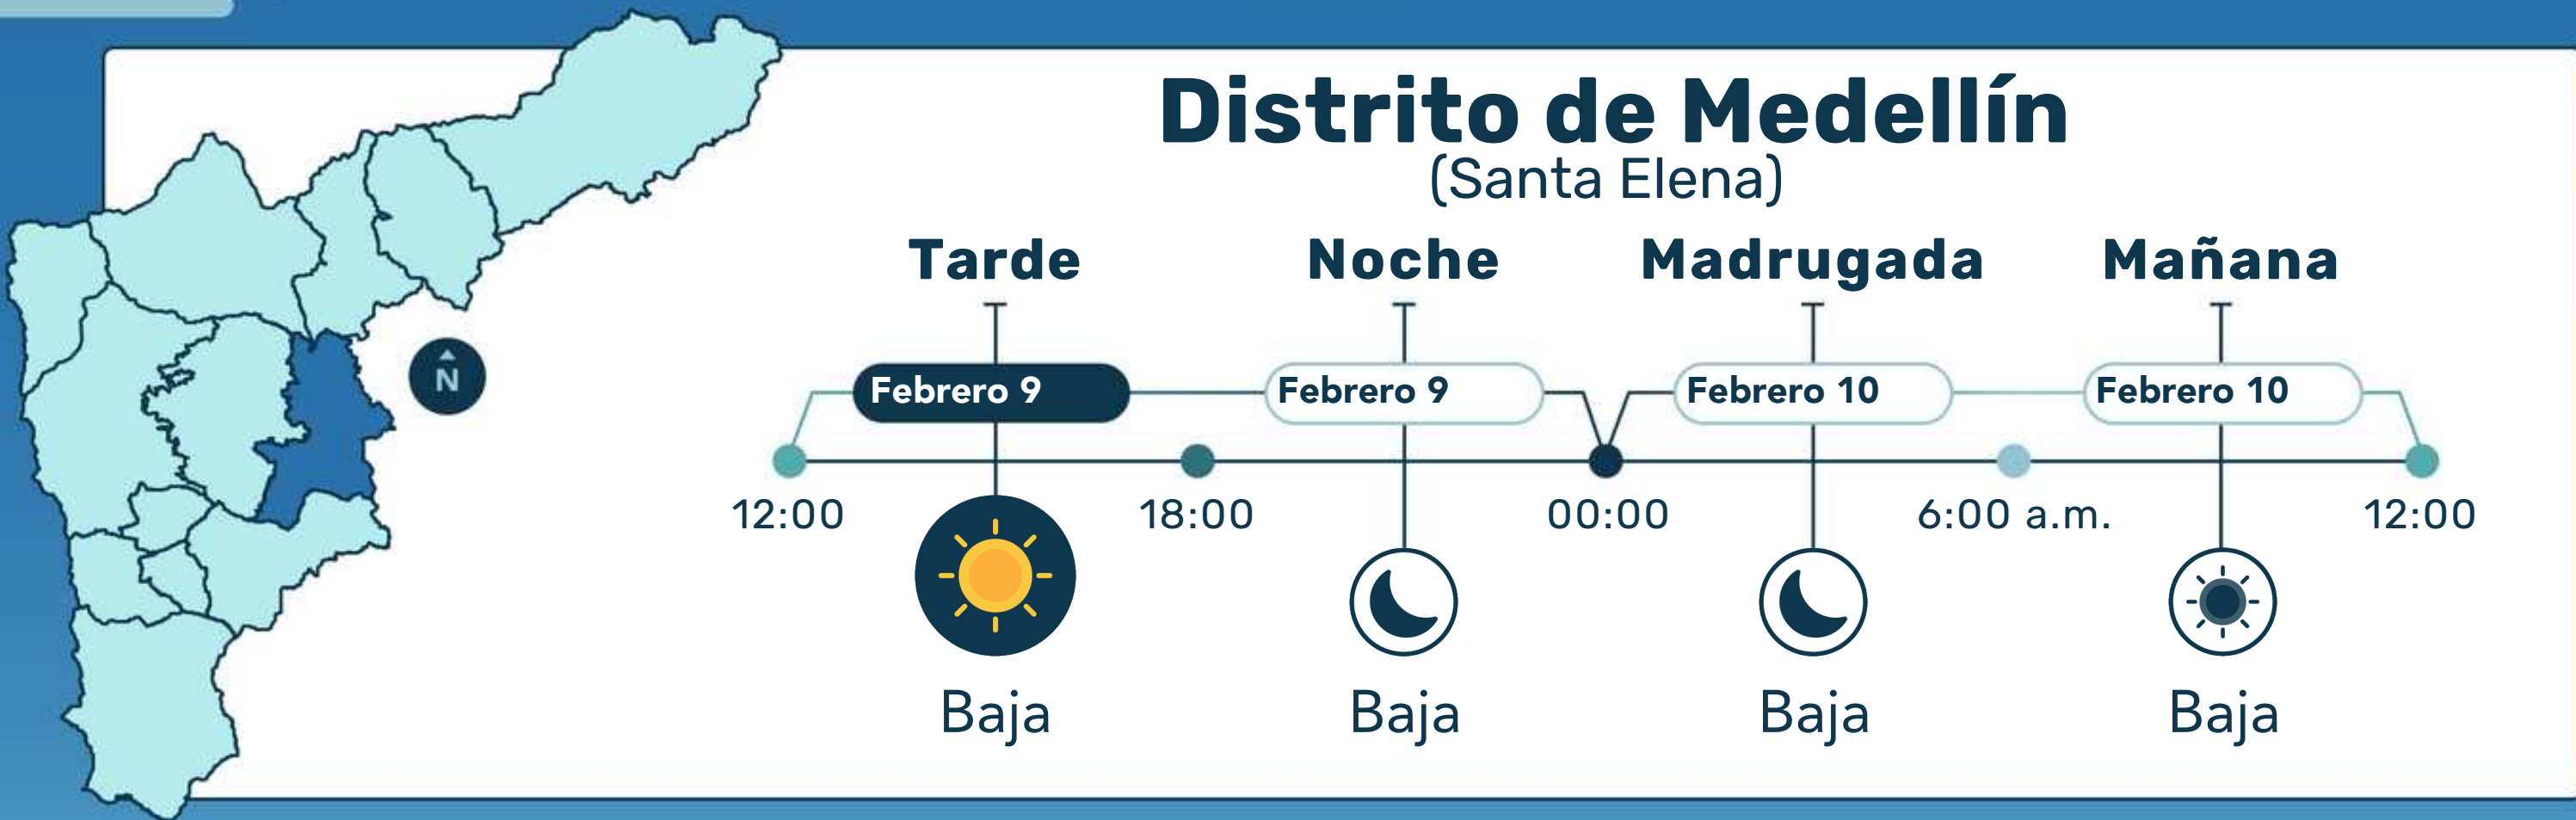 Distrito de Medellín
(Santa Elena)
Tarde Noche Madrugada Mañana
Febrero 9 Febrero 9 Febrero 10 Febrero 10
N
12:00 18:00 00:00 6:00 a.m. 12:00
Baja Baja Baja Baja